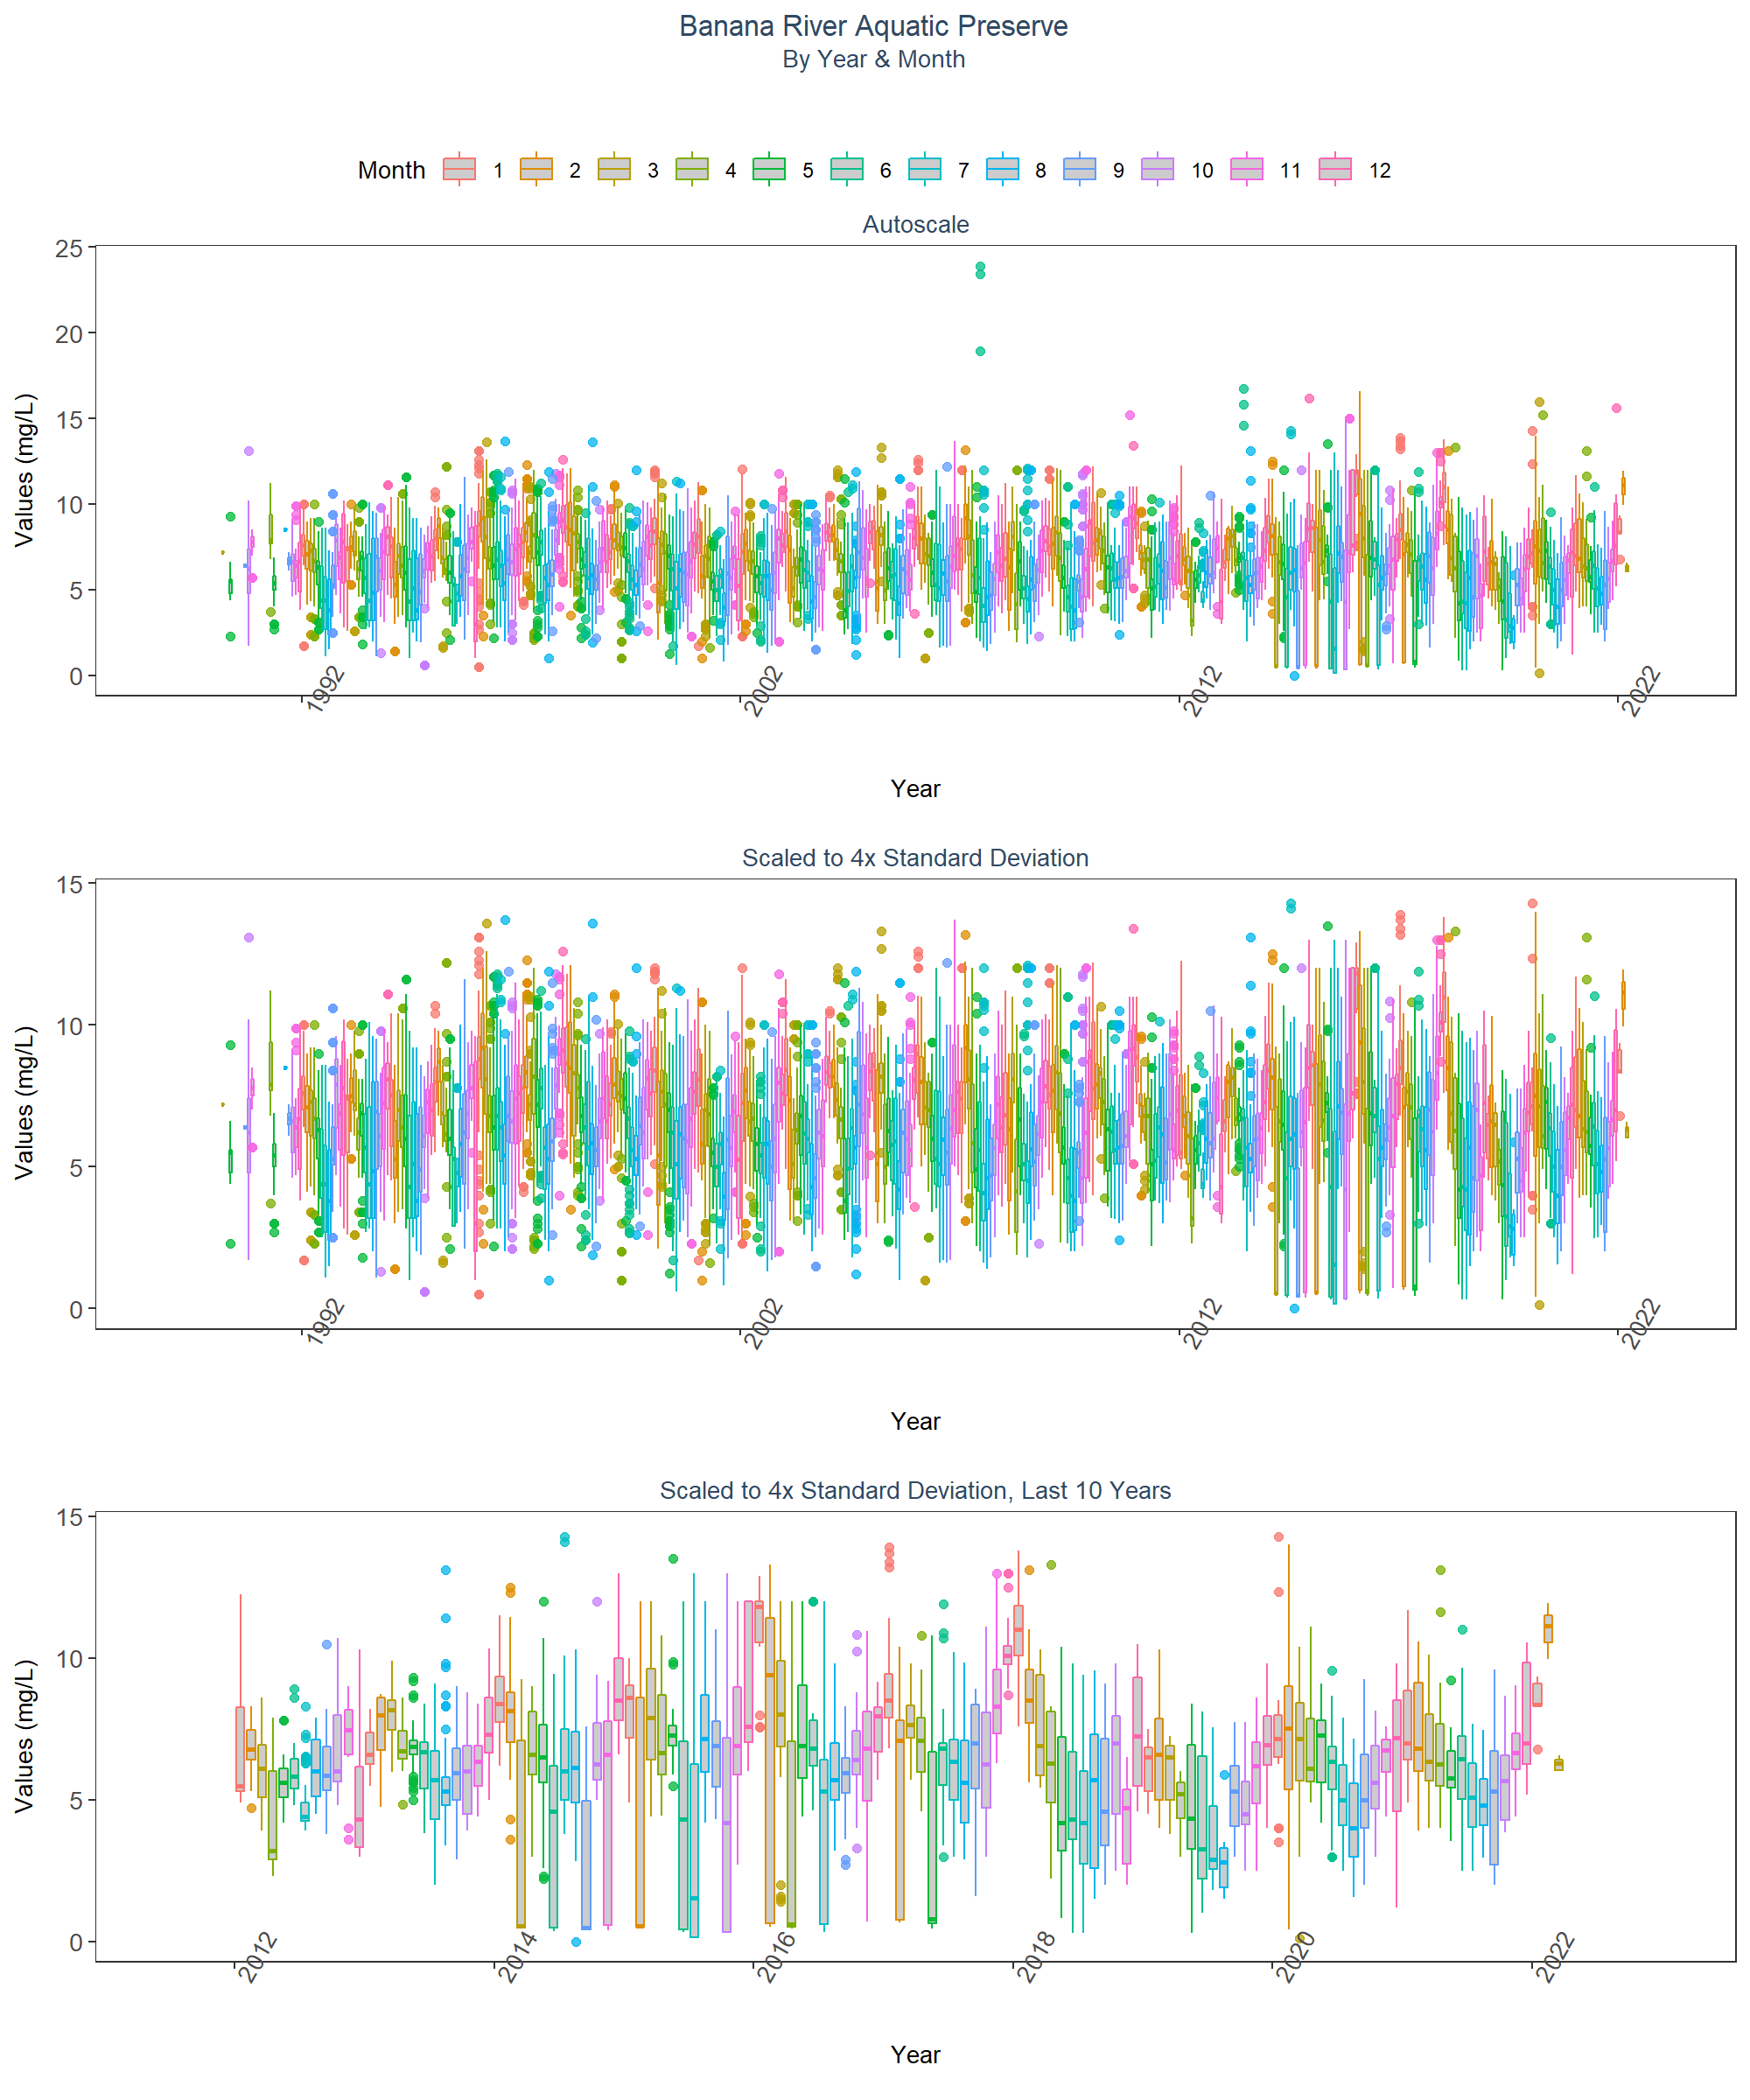 Banana River Aquatic Preserve
By Year & Month
Month 1 2 3 4 5 6 7 8 9 10 11 12
Autoscale
Values (mg/L)
25
20
15
10
5
0
1992 2002 2012 2022
Year
Scaled to 4x Standard Deviation
Values (mg/L)
15
10
5
0
1992 2002 2012 2022
Year
Scaled to 4x Standard Deviation, Last 10 Years
Values (mg/L)
15
10
5
0
2012 2014 2016 2018 2020 2022
Year